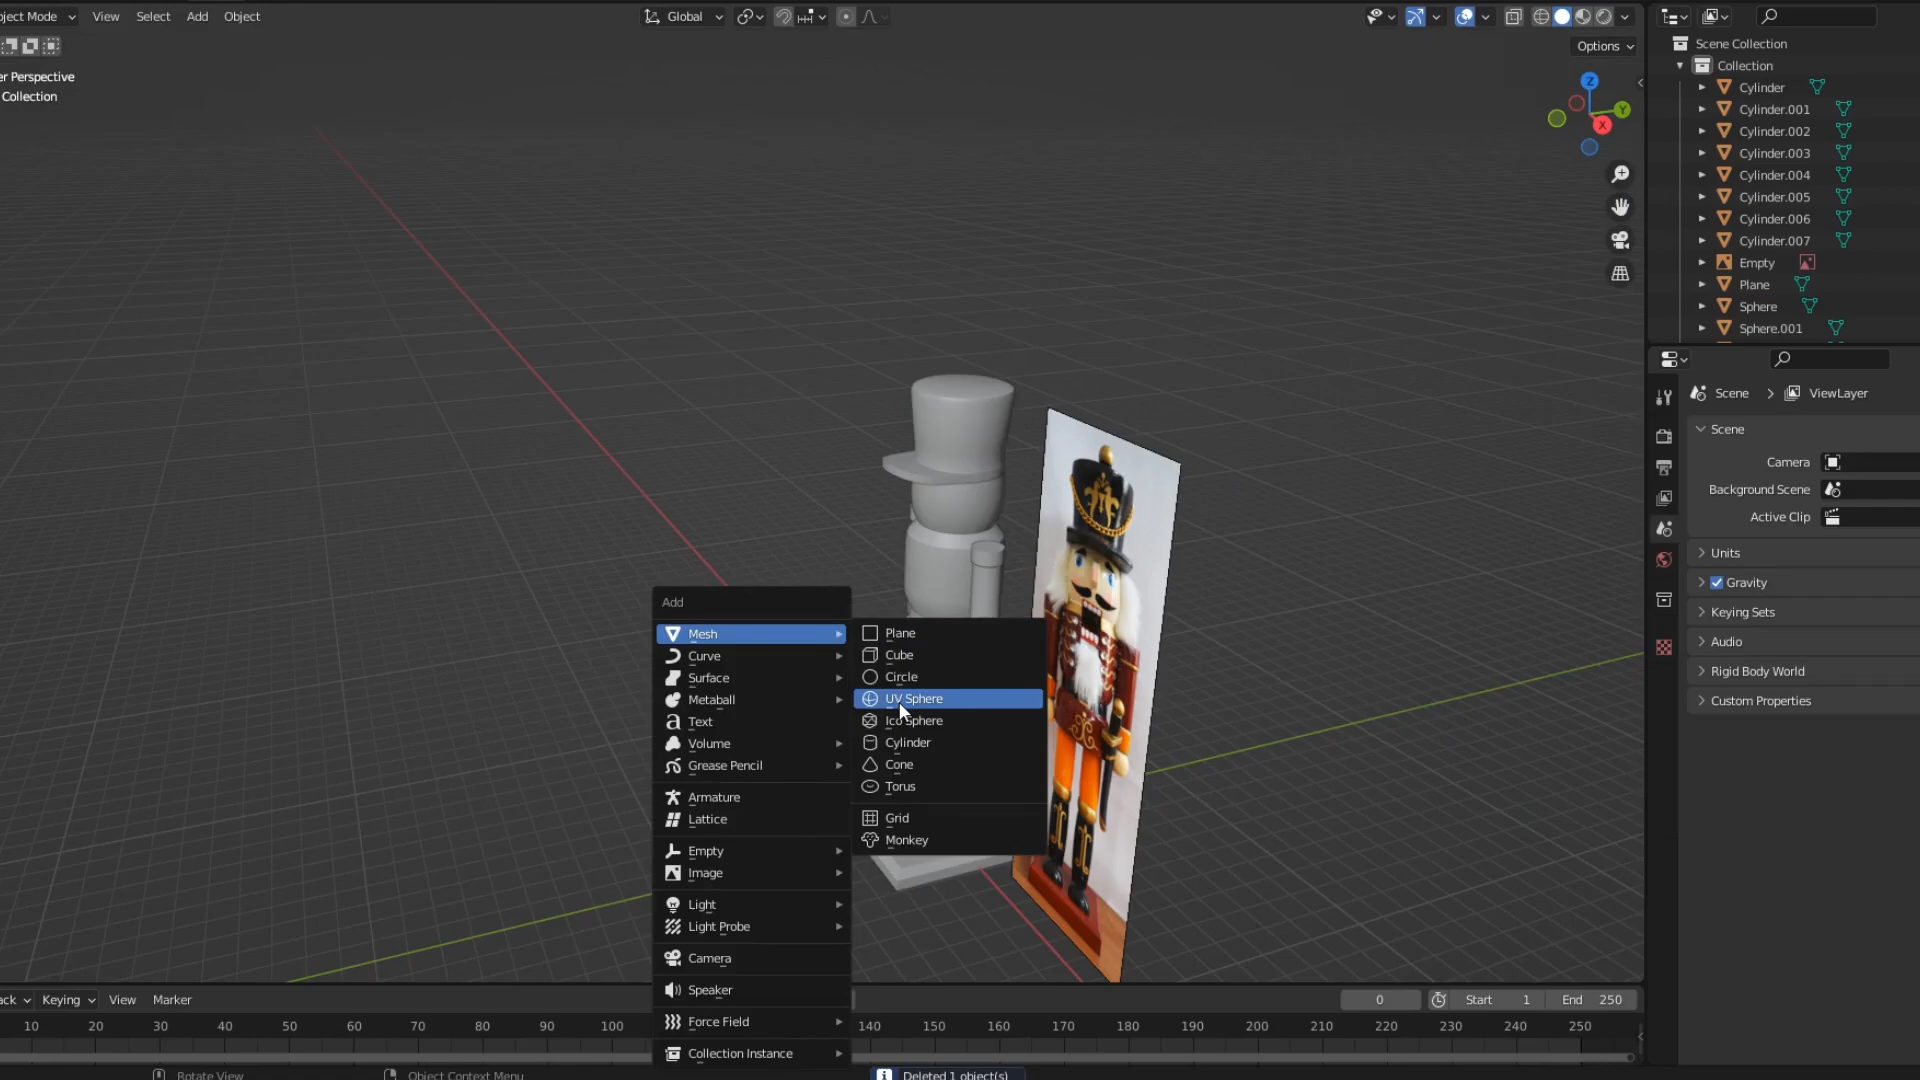 oject Mode
View
Select
Add
Object
Global
Options
er Perspective
Collection
Z
Y
X
Scene Collection
Collection
Cylinder
Cylinder.001
Cylinder.002
Cylinder.003
Cylinder.004
Cylinder.005
Cylinder.006
Cylinder.007
Empty
Plane
Sphere
Sphere.001
Scene
ViewLayer
Scene
Camera
Background Scene
Active Clip
Units
Gravity
Keying Sets
Audio
Rigid Body World
Custom Properties
Add
Mesh
Curve
Surface
Metaball
Text
Volume
Grease Pencil
Armature
Lattice
Empty
Image
Light
Light Probe
Camera
Speaker
Force Field
Collection Instance
Plane
Cube
Circle
UV Sphere
Ico Sphere
Cylinder
Cone
Torus
Grid
Monkey
ack
Keying
View
Marker
0
Start 1
End 250
10 20 30 40 50 60 70 80 90 100 140 150 160 170 180 190 200 210 220 230 240 250
Rotate View
Object Context Menu
Deleted 1 object(s)